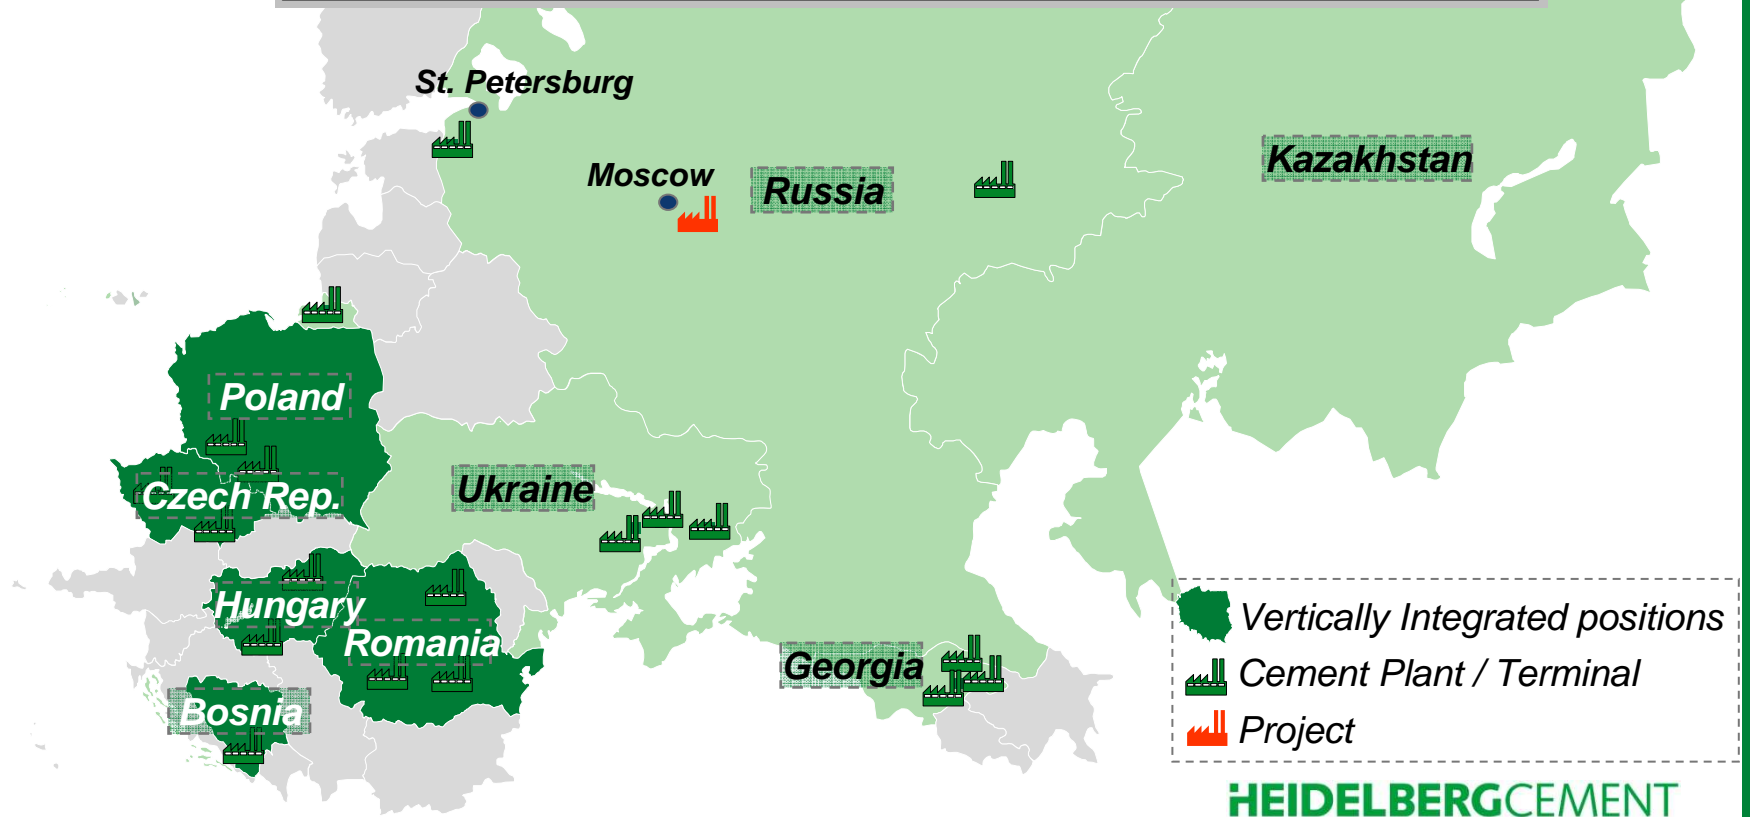 St. Petersburg
Moscow
Russia
Kazakhstan
Poland
Czech Rep.
Ukraine
Hungary
Romania
Georgia
Bosnia
Vertically Integrated positions
Cement Plant / Terminal
Project
HEIDELBERGCEMENT